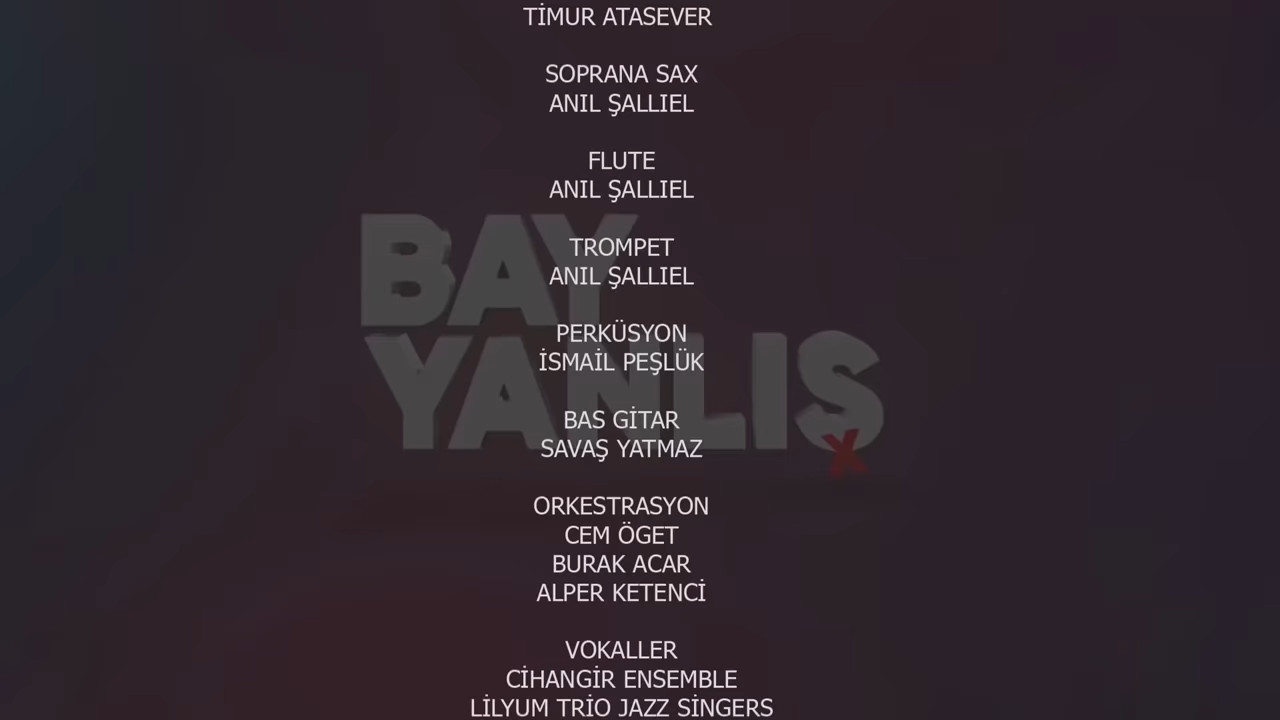 TİMUR ATASEVER
SOPRANA SAX
ANIL ŞALLIEL
FLUTE
ANIL ŞALLIEL
TROMPET
ANIL ŞALLIEL
PERKÜSYON
İSMAİL PEŞLÜK
BAS GİTAR
SAVAŞ YATMAZ
ORKESTRASYON
CEM ÖGET
BURAK ACAR
ALPER KETENCİ
VOKALLER
CİHANGİR ENSEMBLE
LİLYUM TRİO JAZZ SİNGERS
BAY
YANLIŞ